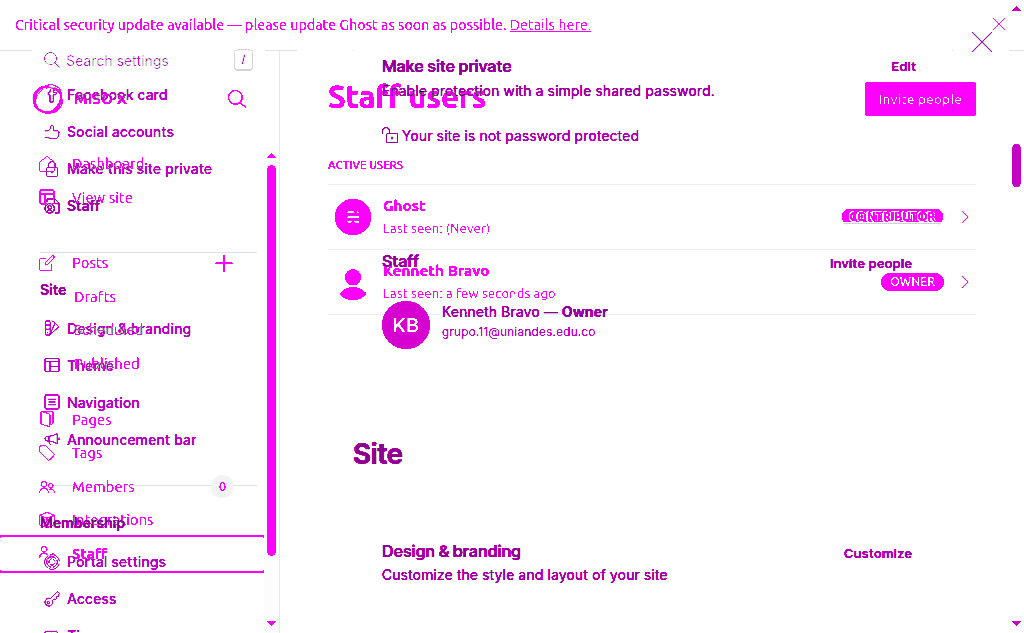 Critical security update available — please update Ghost as soon as possible. Details here.
Search settings /
Make site private
Edit
Enable protection with a simple shared password.
Staff users
Invite people
Facebook card
MISO X
Social accounts
Your site is not password protected
Dashboard
Make this site private
ACTIVE USERS
View site
Staff
Ghost
Last seen: (Never)
CONTRIBUTOR
Posts
Staff
Invite people
Kenneth Bravo
OWNER
Last seen: a few seconds ago
Site
Drafts
KB
Kenneth Bravo — Owner
grupo.11@uniandes.edu.co
Design & branding
Scheduled
Theme
Published
Navigation
Pages
Announcement bar
Tags
Site
Members 0
Integrations
Membership
Staff
Portal settings
Design & branding
Customize
Customize the style and layout of your site
Access